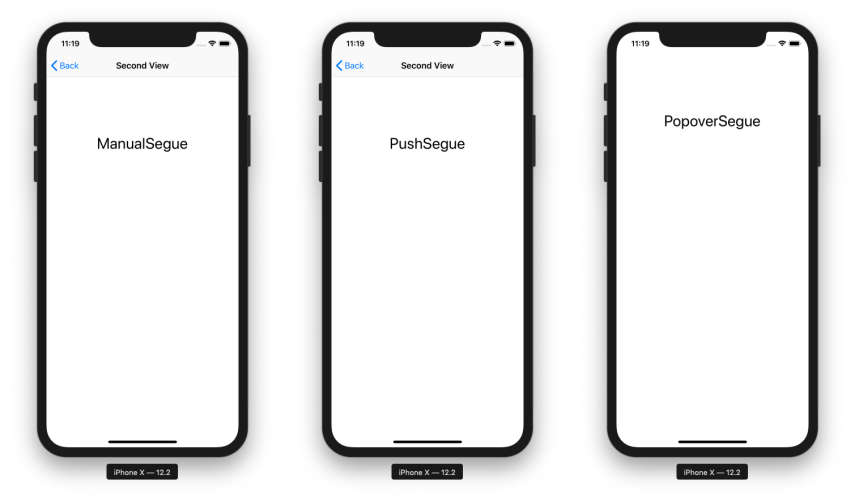 11:19
Back Second View
ManualSegue
iPhone X — 12.2
11:19
Back Second View
PushSegue
iPhone X — 12.2
11:19
PopoverSegue
iPhone X — 12.2